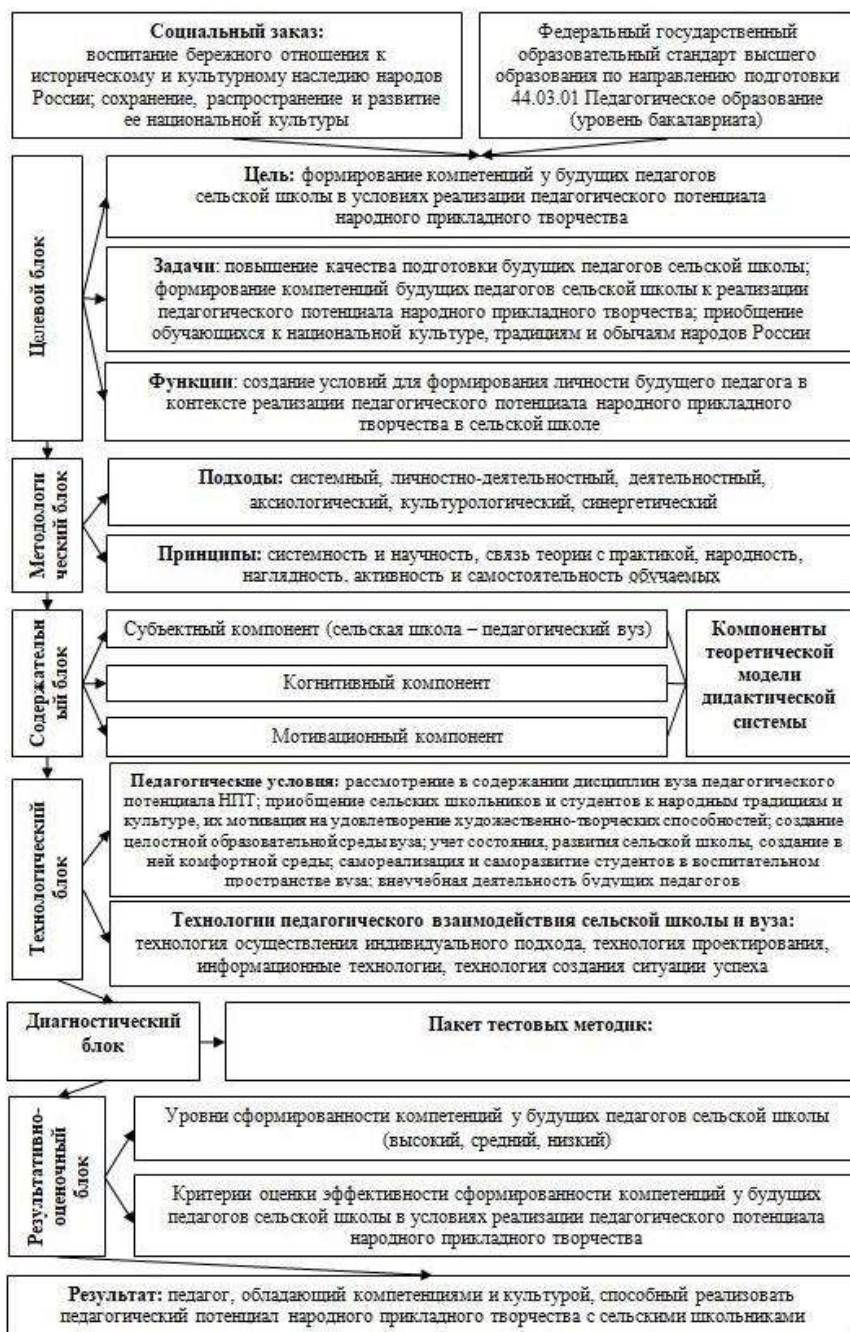 Социальный заказ:
воспитание бережного отношения к
историческому и культурному наследию народов
России; сохранение, распространение и развитие
ее национальной культуры
Федеральный государственный
образовательный стандарт высшего
образования по направлению подготовки
44.03.01 Педагогическое образование
(уровень бакалавриата)
Целевой блок
Цель: формирование компетенций у будущих педагогов
сельской школы в условиях реализации педагогического потенциала
народного прикладного творчества
Задачи: повышение качества подготовки будущих педагогов сельской школы;
формирование компетенций будущих педагогов сельской школы к реализации
педагогического потенциала народного прикладного творчества; приобщение
обучающихся к национальной культуре, традициям и обычаям народов России
Функции: создание условий для формирования личности будущего педагога в
контексте реализации педагогического потенциала народного прикладного
творчества в сельской школе
Методологи
ческий блок
Подходы: системный, личностно-деятельностный, деятельностный,
аксиологический, культурологический, синергетический
Принципы: системность и научность, связь теории с практикой, народность,
наглядность, активность и самостоятельность обучаемых
Содержательн
ый блок
Субъектный компонент (сельская школа – педагогический вуз)
Когнитивный компонент
Мотивационный компонент
Компоненты
теоретической
модели
дидактической
системы
Технологический
блок
Педагогические условия: рассмотрение в содержании дисциплин вуза педагогического
потенциала НПТ; приобщение сельских школьников и студентов к народным традициям и
культуре, их мотивация на удовлетворение художественно-творческих способностей; создание
целостной образовательной среды вуза; учет состояния, развития сельской школы, создание в
ней комфортной среды; самореализация и саморазвитие студентов в воспитательном
пространстве вуза; внеучебная деятельность будущих педагогов
Технологии педагогического взаимодействия сельской школы и вуза:
технология осуществления индивидуального подхода, технология проектирования,
информационные технологии, технология создания ситуации успеха
Диагностический
блок
Пакет тестовых методик:
Результативно-
оценочный
блок
Уровни сформированности компетенций у будущих педагогов сельской школы
(высокий, средний, низкий)
Критерии оценки эффективности сформированности компетенций у будущих
педагогов сельской школы в условиях реализации педагогического потенциала
народного прикладного творчества
Результат: педагог, обладающий компетенциями и культурой, способный реализовать
педагогический потенциал народного прикладного творчества с сельскими школьниками